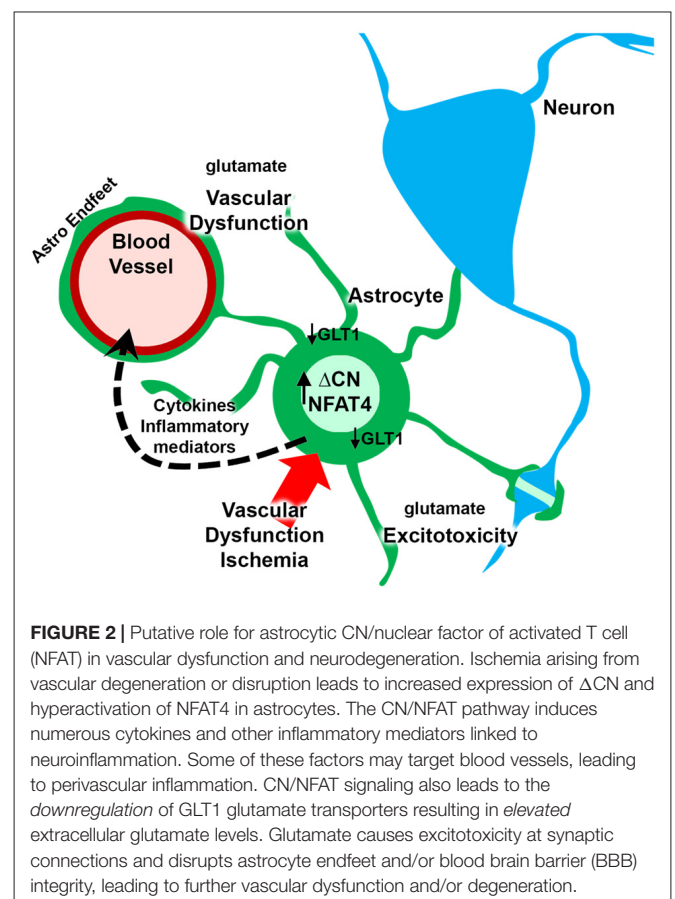 Neuron
glutamate
Vascular
Dysfunction
Astro Endfeet
Blood
Vessel
Astrocyte
↓GLT1
↑ΔCN
NFAT4
↓GLT1
Cytokines
Inflammatory
mediators
Vascular
Dysfunction
Ischemia
glutamate
Excitotoxicity
FIGURE 2 | Putative role for astrocytic CN/nuclear factor of activated T cell
(NFAT) in vascular dysfunction and neurodegeneration. Ischemia arising from
vascular degeneration or disruption leads to increased expression of ΔCN and
hyperactivation of NFAT4 in astrocytes. The CN/NFAT pathway induces
numerous cytokines and other inflammatory mediators linked to
neuroinflammation. Some of these factors may target blood vessels, leading
to perivascular inflammation. CN/NFAT signaling also leads to the
downregulation of GLT1 glutamate transporters resulting in elevated
extracellular glutamate levels. Glutamate causes excitotoxicity at synaptic
connections and disrupts astrocyte endfeet and/or blood brain barrier (BBB)
integrity, leading to further vascular dysfunction and/or degeneration.